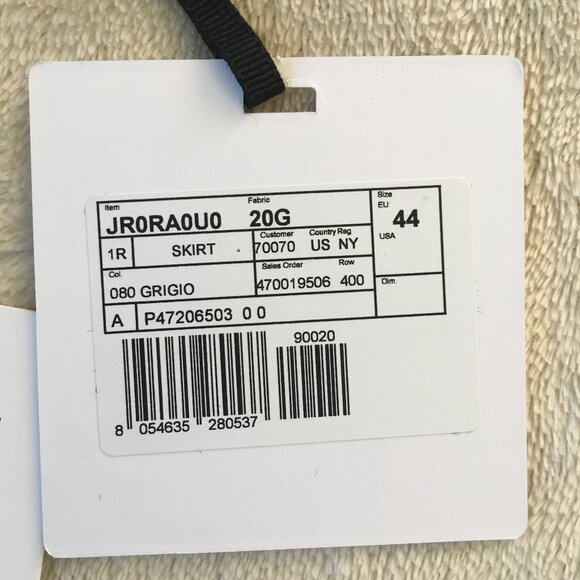 Item Fabric Size
JR0RA0U0 20G EU: 44
1R SKIRT Customer 70070 Country Reg US NY USA
Col. Sales Order Row Dim.
080 GRIGIO 470019506 400
A P47206503 0 0
90020
8 054635 280537